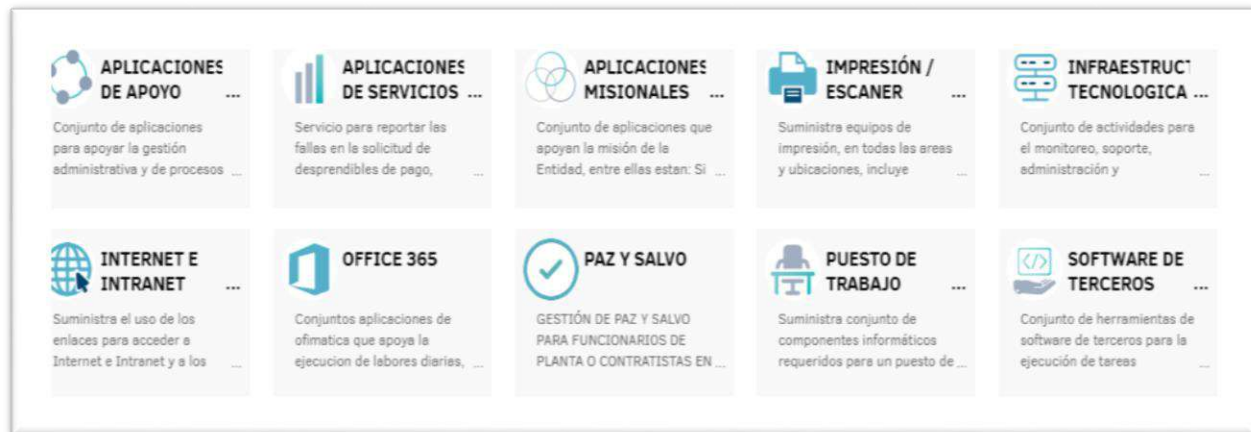 APLICACIONES
DE APOYO ...
Conjunto de aplicaciones
para apoyar la gestión
administrativa y de procesos ...
APLICACIONES
DE SERVICIOS ...
Servicio para reportar las
fallas en la solicitud de
desprendibles de pago, ...
APLICACIONES
MISIONALES ...
Conjunto de aplicaciones que
apoyan la misión de la
Entidad, entre ellas estan: Si ...
IMPRESIÓN /
ESCANER ...
Suministra equipos de
impresión, en todas las areas
y ubicaciones, incluye ...
INFRAESTRUCT
TECNOLOGICA ...
Conjunto de actividades para
el monitoreo, soporte,
administración y ...
INTERNET E
INTRANET ...
Suministra el uso de los
enlaces para acceder a
Internet e Intranet y a los ...
OFFICE 365
Conjuntos aplicaciones de
ofimatica que apoya la
ejecucion de labores diarias, ...
PAZ Y SALVO
GESTIÓN DE PAZ Y SALVO
PARA FUNCIONARIOS DE
PLANTA O CONTRATISTAS EN ...
PUESTO DE
TRABAJO ...
Suministra conjunto de
componentes informáticos
requeridos para un puesto de ...
SOFTWARE DE
TERCEROS ...
Conjunto de herramientas de
software de terceros para la
ejecución de tareas ...